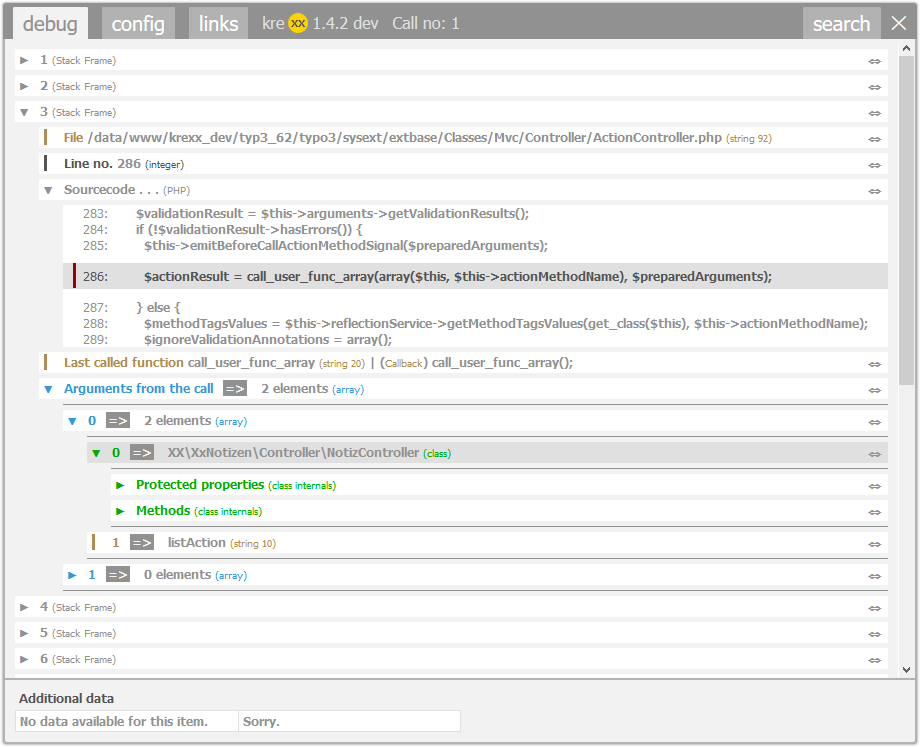 debug config links kre xx 1.4.2 dev Call no: 1 search
1 (Stack Frame)
2 (Stack Frame)
3 (Stack Frame)
File /data/www/krexx_dev/typ3_62/typo3/sysext/extbase/Classes/Mvc/Controller/ActionController.php (string 92)
Line no. 286 (integer)
Sourcecode . . . (PHP)
283: $validationResult = $this->arguments->getValidationResults();
284: if (!$validationResult->hasErrors()) {
285: $this->emitBeforeCallActionMethodSignal($preparedArguments);
286: $actionResult = call_user_func_array(array($this, $this->actionMethodName), $preparedArguments);
287: } else {
288: $methodTagsValues = $this->reflectionService->getMethodTagsValues(get_class($this), $this->actionMethodName);
289: $ignoreValidationAnnotations = array();
Last called function call_user_func_array (string 20) | (Callback) call_user_func_array();
Arguments from the call => 2 elements (array)
0 => 2 elements (array)
0 => XX\XxNotizen\Controller\NotizController (class)
Protected properties (class internals)
Methods (class internals)
1 => listAction (string 10)
1 => 0 elements (array)
4 (Stack Frame)
5 (Stack Frame)
6 (Stack Frame)
Additional data
No data available for this item. Sorry.